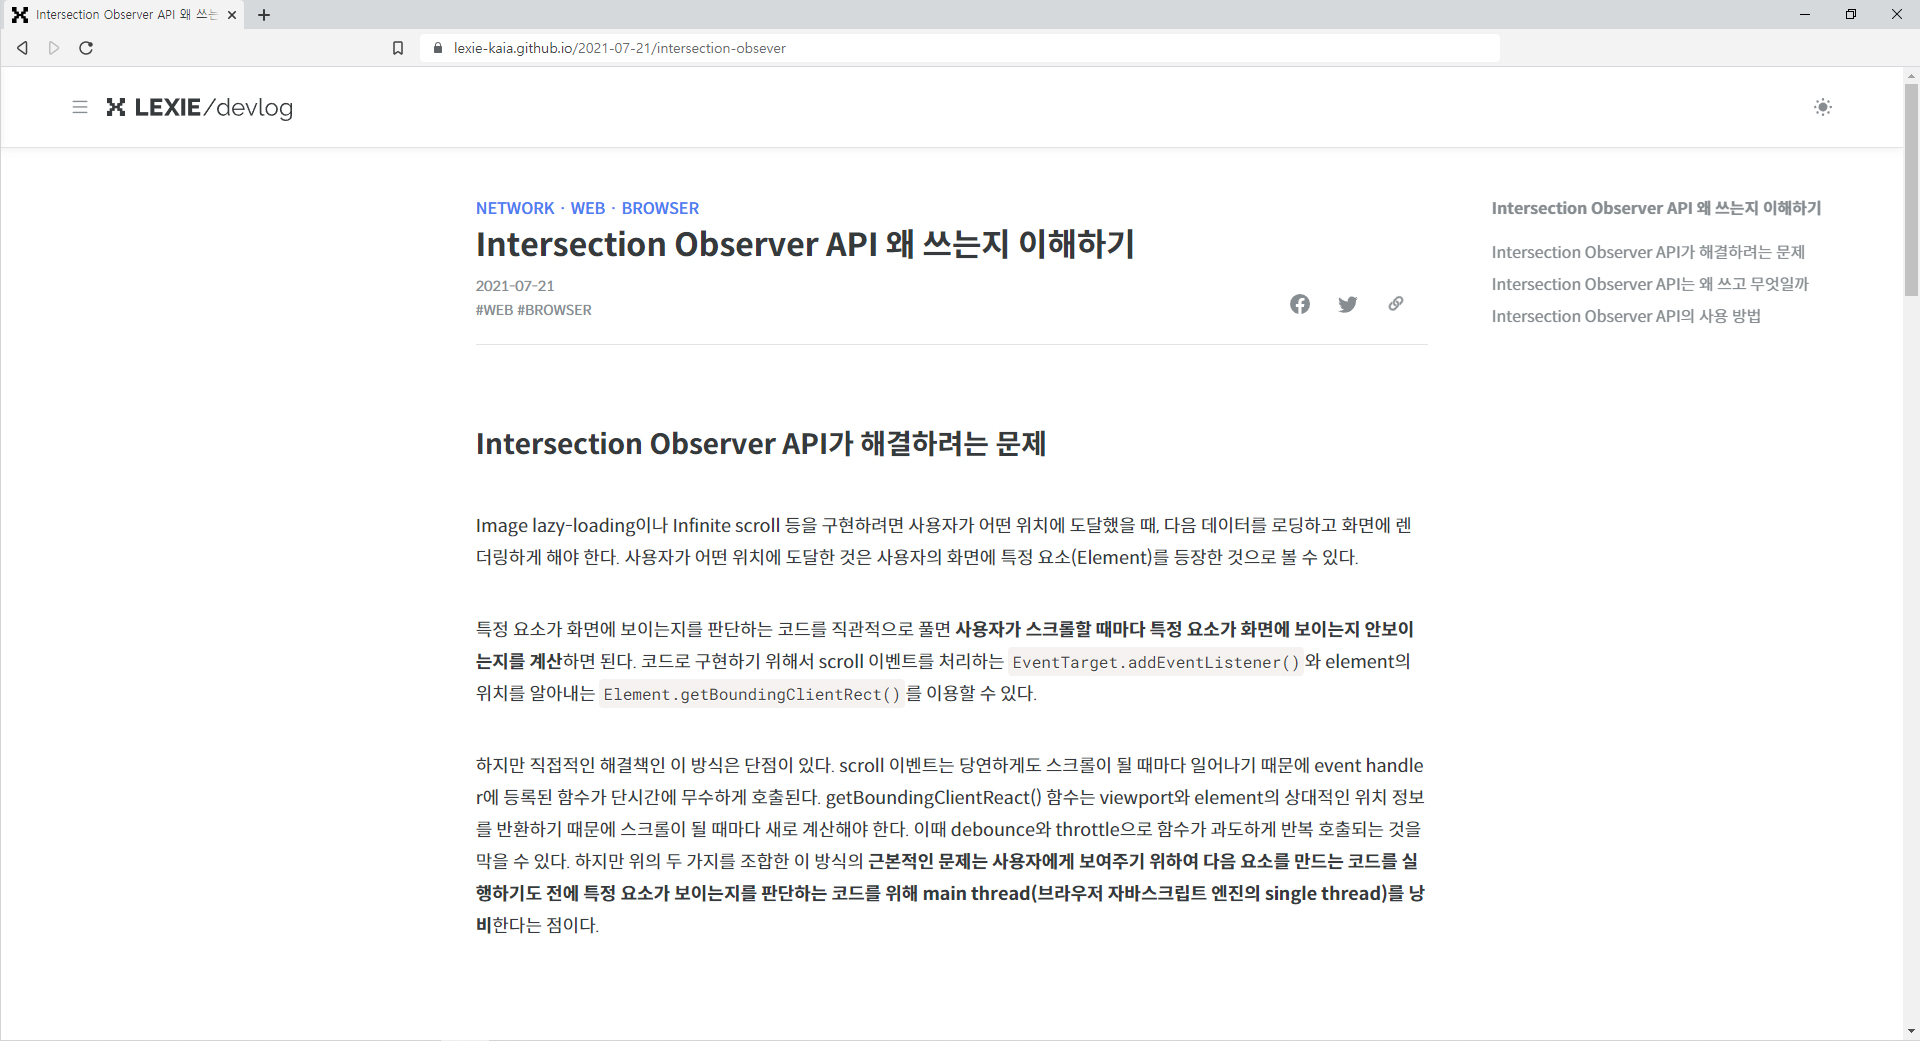 Intersection Observer API 왜 쓰는
lexie-kaia.github.io/2021-07-21/intersection-obsever
LEXIE/devlog
NETWORK · WEB · BROWSER
Intersection Observer API 왜 쓰는지 이해하기
2021-07-21
#WEB #BROWSER
Intersection Observer API 왜 쓰는지 이해하기
Intersection Observer API가 해결하려는 문제
Intersection Observer API는 왜 쓰고 무엇일까
Intersection Observer API의 사용 방법
Intersection Observer API가 해결하려는 문제
Image lazy-loading이나 Infinite scroll 등을 구현하려면 사용자가 어떤 위치에 도달했을 때, 다음 데이터를 로딩하고 화면에 렌
더링하게 해야 한다. 사용자가 어떤 위치에 도달한 것은 사용자의 화면에 특정 요소(Element)를 등장한 것으로 볼 수 있다.
특정 요소가 화면에 보이는지를 판단하는 코드를 직관적으로 풀면 사용자가 스크롤할 때마다 특정 요소가 화면에 보이는지 안보이
는지를 계산하면 된다. 코드로 구현하기 위해서 scroll 이벤트를 처리하는 EventTarget.addEventListener()와 element의
위치를 알아내는 Element.getBoundingClientRect()를 이용할 수 있다.
하지만 직접적인 해결책인 이 방식은 단점이 있다. scroll 이벤트는 당연하게도 스크롤이 될 때마다 일어나기 때문에 event handle
r에 등록된 함수가 단시간에 무수하게 호출된다. getBoundingClientReact() 함수는 viewport와 element의 상대적인 위치 정보
를 반환하기 때문에 스크롤이 될 때마다 새로 계산해야 한다. 이때 debounce와 throttle으로 함수가 과도하게 반복 호출되는 것을
막을 수 있다. 하지만 위의 두 가지를 조합한 이 방식의 근본적인 문제는 사용자에게 보여주기 위하여 다음 요소를 만드는 코드를 실
행하기도 전에 특정 요소가 보이는지를 판단하는 코드를 위해 main thread(브라우저 자바스크립트 엔진의 single thread)를 낭
비한다는 점이다.